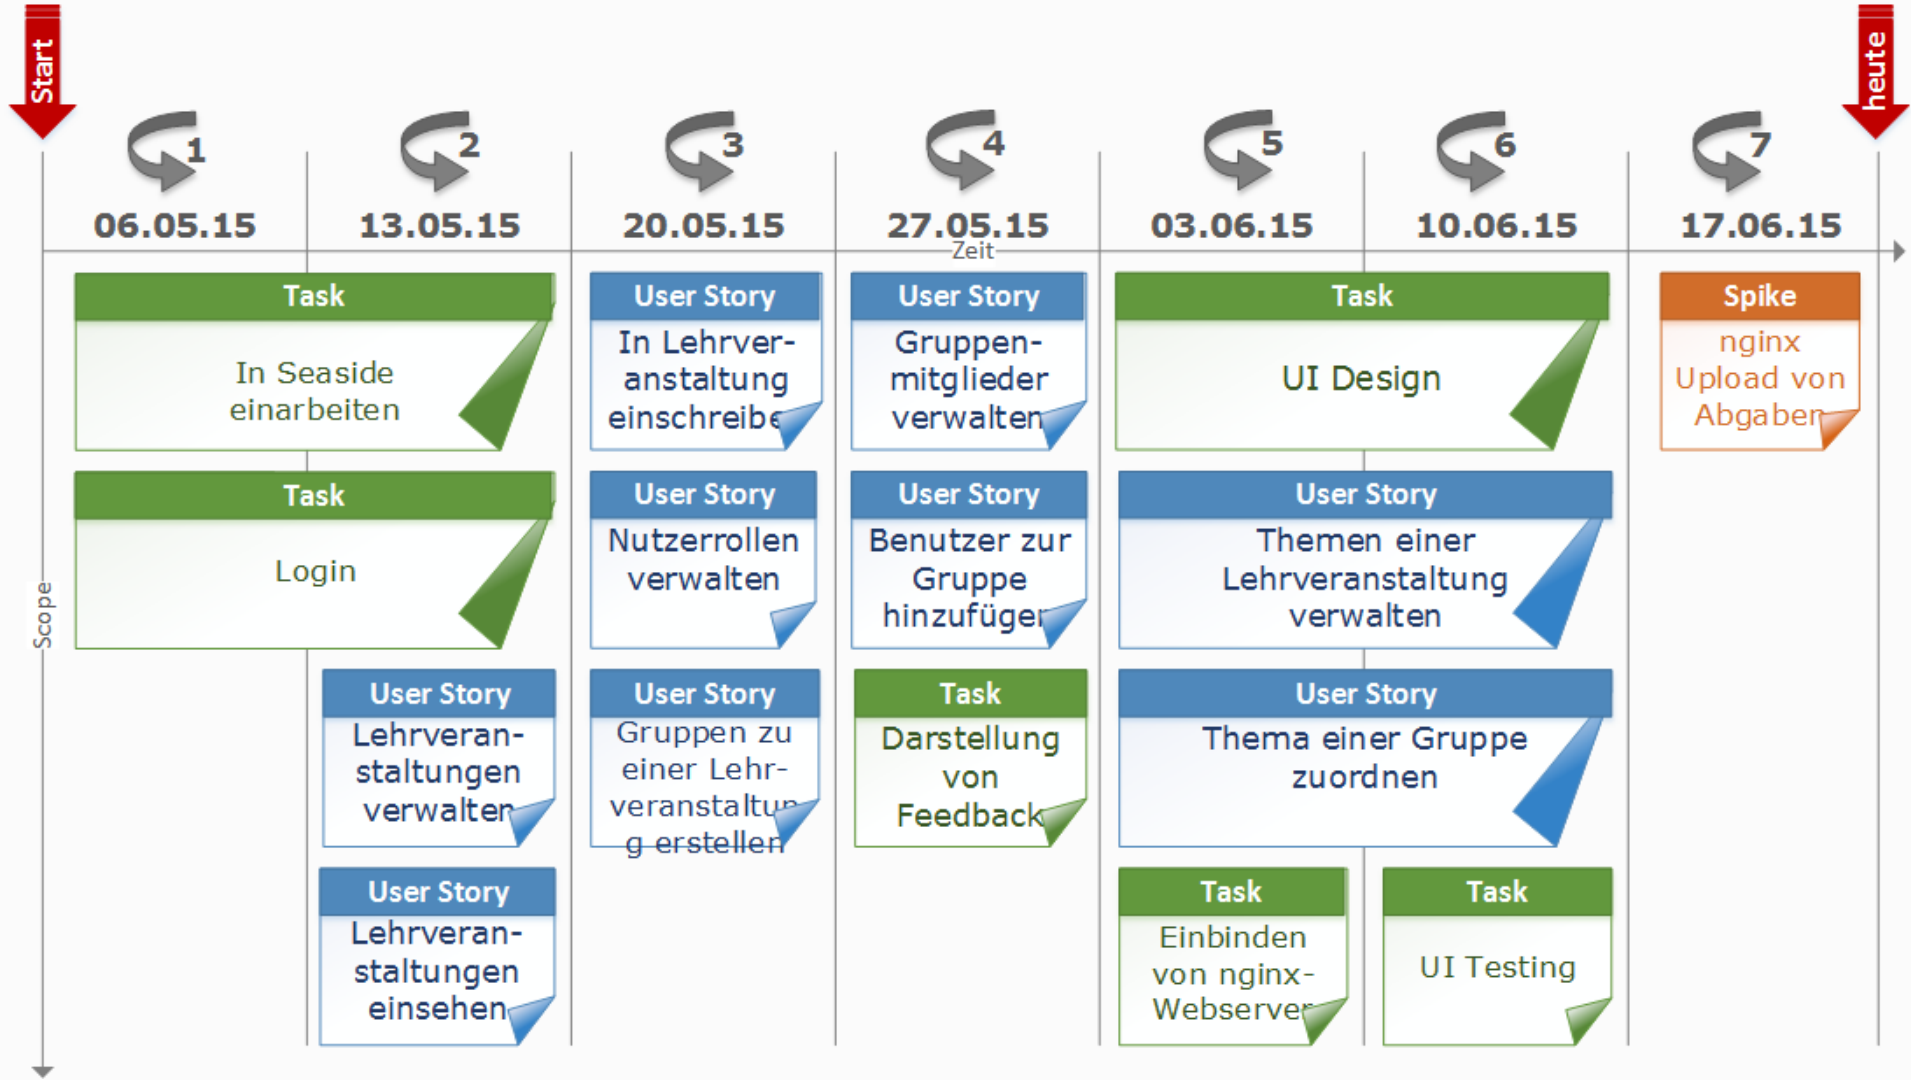 Start
heute
1
2
3
4
5
6
7
06.05.15
13.05.15
20.05.15
27.05.15
03.06.15
10.06.15
17.06.15
Zeit
Scope
Task
In Seaside
einarbeiten
User Story
In Lehrver-
anstaltung
einschreibe
User Story
Gruppen-
mitglieder
verwalten
Task
UI Design
Spike
nginx
Upload von
Abgaben
Task
Login
User Story
Nutzerrollen
verwalten
User Story
Benutzer zur
Gruppe
hinzufügen
User Story
Themen einer
Lehrveranstaltung
verwalten
User Story
Lehrveran-
staltungen
verwalten
User Story
Gruppen zu
einer Lehr-
veranstaltun
g erstellen
Task
Darstellung
von
Feedback
User Story
Thema einer Gruppe
zuordnen
User Story
Lehrveran-
staltungen
einsehen
Task
Einbinden
von nginx-
Webserver
Task
UI Testing